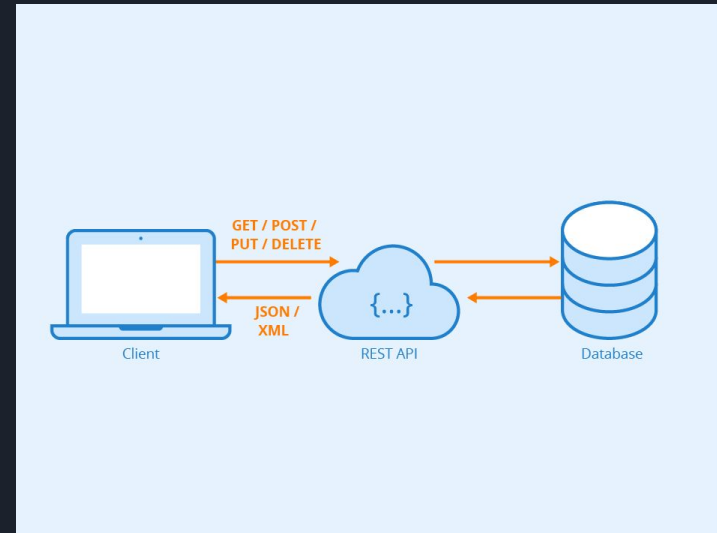 GET / POST /
PUT / DELETE
JSON /
XML
{...}
Client
REST API
Database